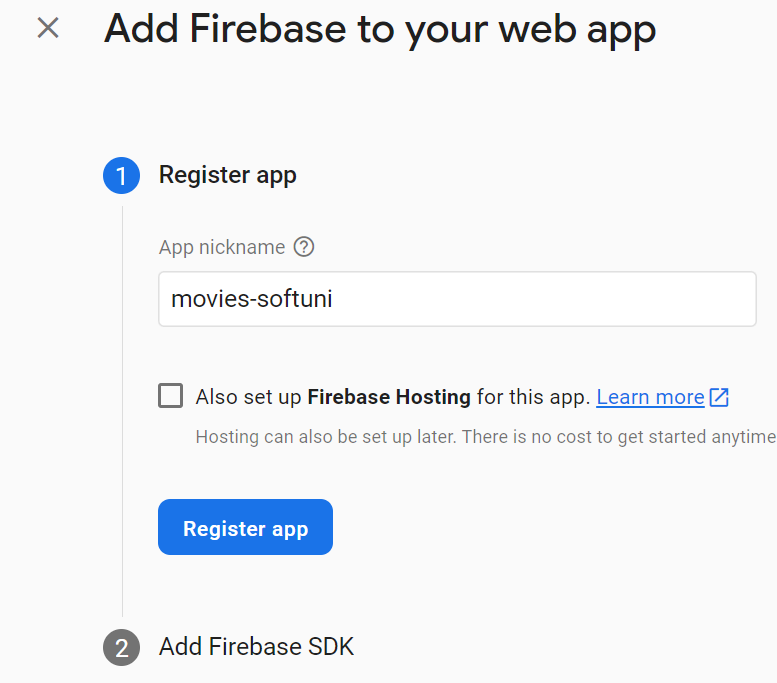 Add Firebase to your web app
1 Register app
App nickname
movies-softuni
Also set up Firebase Hosting for this app. Learn more
Hosting can also be set up later. There is no cost to get started anytime
Register app
2 Add Firebase SDK